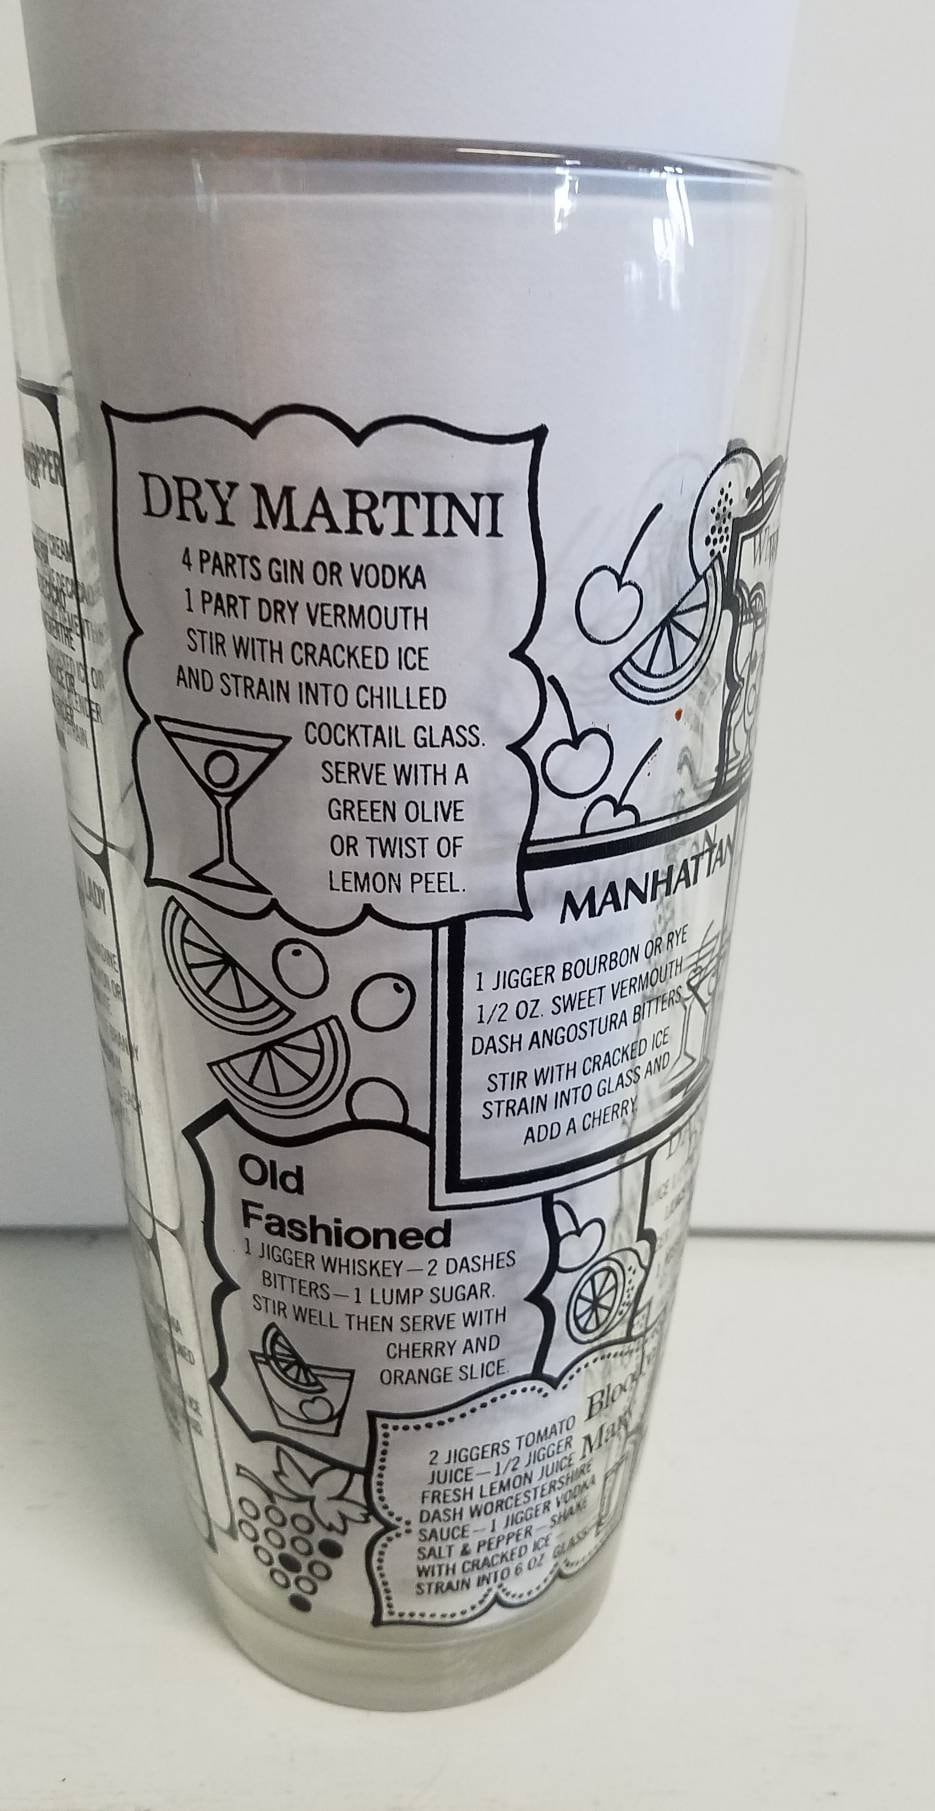 DRY MARTINI
4 PARTS GIN OR VODKA
1 PART DRY VERMOUTH
STIR WITH CRACKED ICE
AND STRAIN INTO CHILLED
COCKTAIL GLASS.
SERVE WITH A
GREEN OLIVE
OR TWIST OF
LEMON PEEL.
MANHATTAN
1 JIGGER BOURBON OR RYE
1/2 OZ. SWEET VERMOUTH
DASH ANGOSTURA BITTERS
STIR WITH CRACKED ICE
STRAIN INTO GLASS AND
ADD A CHERRY
Old
Fashioned
1 JIGGER WHISKEY—2 DASHES
BITTERS—1 LUMP SUGAR.
STIR WELL THEN SERVE WITH
CHERRY AND
ORANGE SLICE.
Bloody
Mary
2 JIGGERS TOMATO
JUICE—1/2 JIGGER
FRESH LEMON JUICE
DASH WORCESTERSHIRE
SAUCE—1 JIGGER VODKA
SALT & PEPPER—SHAKE
WITH CRACKED ICE
STRAIN INTO 6 OZ GLASS
LADY